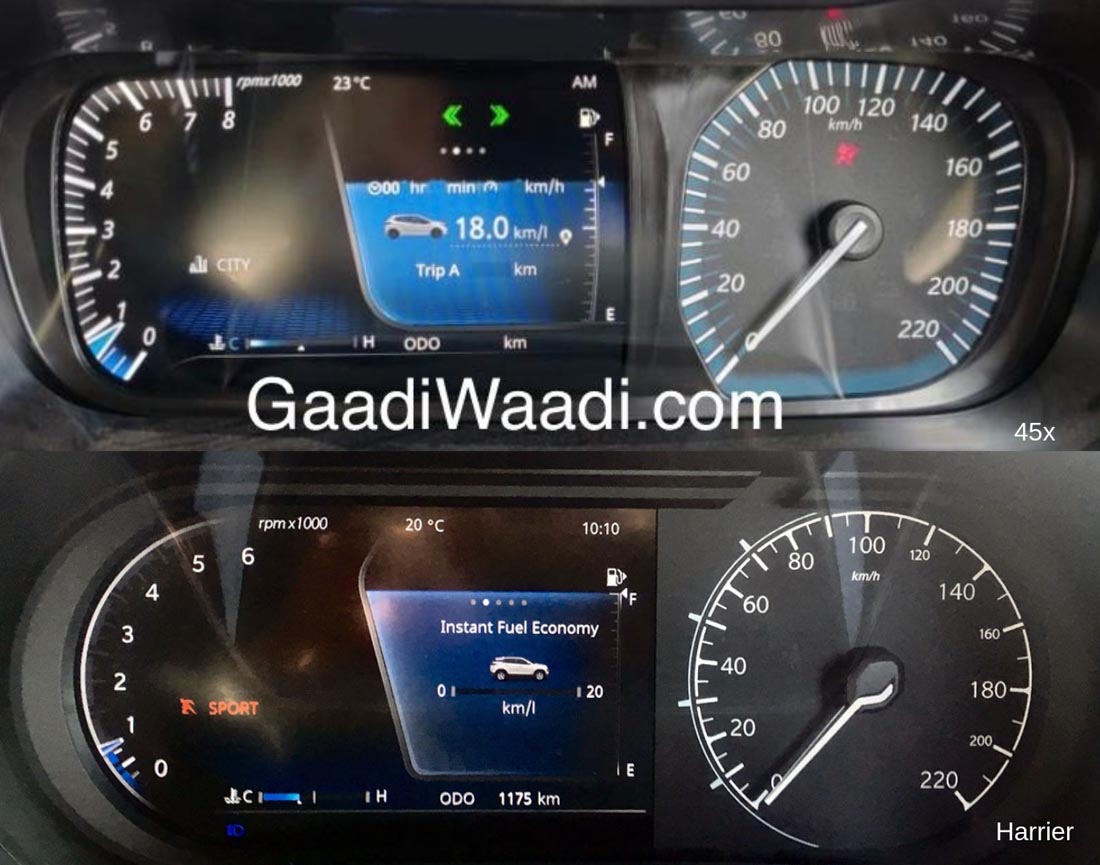 rpmx1000 23°C AM
6 7 8
5
4
3
2
1
0
F
00 hr min km/h
18.0 km/l
Trip A km
CITY
E
C H ODO km
100 120
80 km/h 140
60 160
40 180
20 200
0 220
60 80 140 160
GaadiWaadi.com
45x
rpm x1000 20 °C 10:10
5 6
4
3
2
1
0
F
Instant Fuel Economy
0 20
km/l
SPORT
E
C H ODO 1175 km
80 100 120
km/h
60 140
160
40 180
20 200
0 220
Harrier